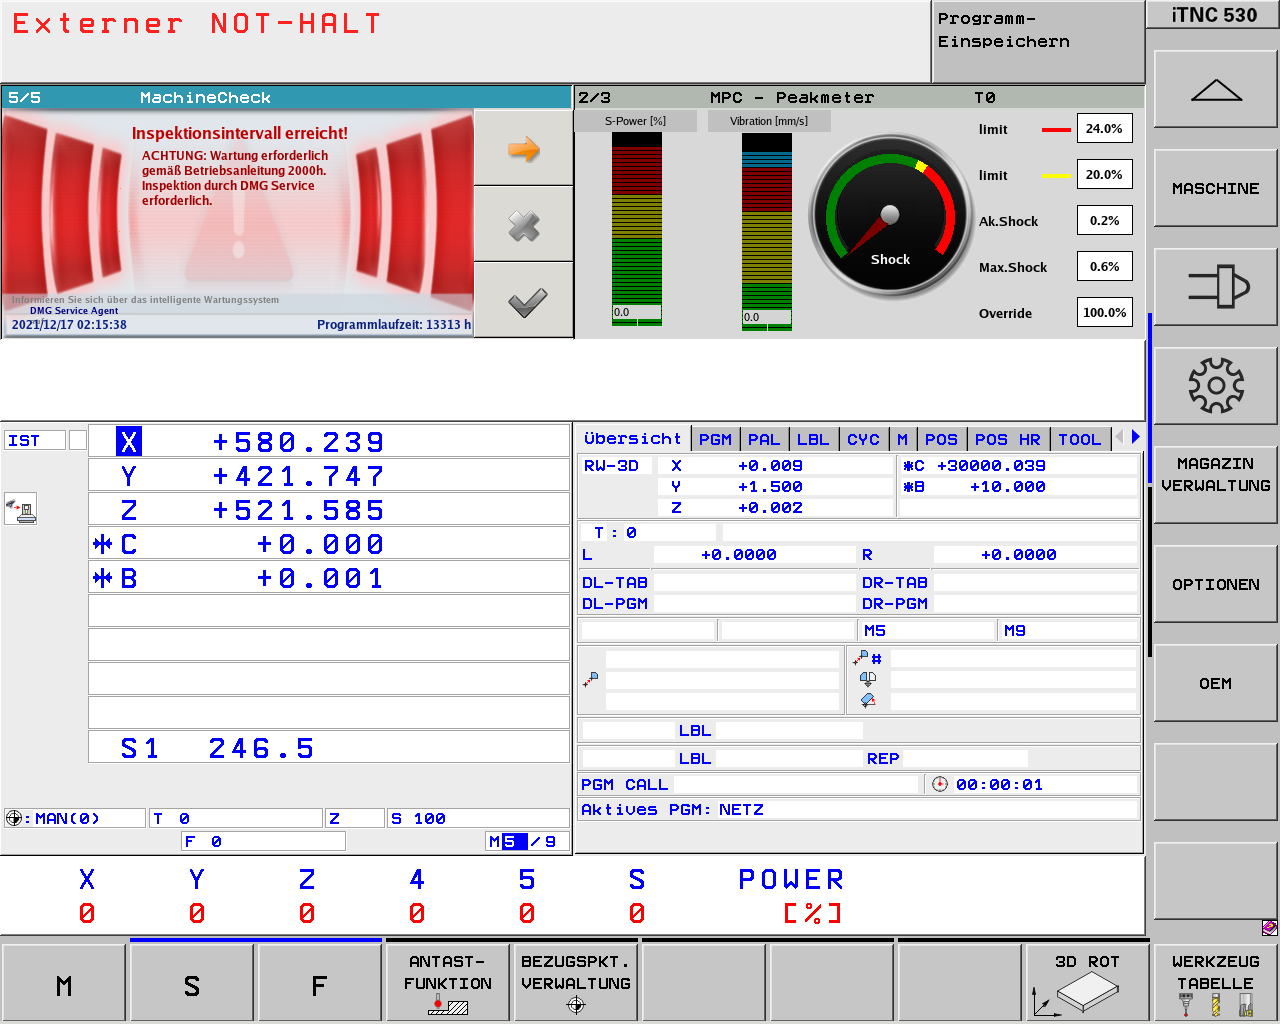 Externer NOT-HALT
Programm-
Einspeichern
iTNC 530
5/5 MachineCheck
Inspektionsintervall erreicht!
ACHTUNG: Wartung erforderlich
gemäß Betriebsanleitung 2000h.
Inspektion durch DMG Service
erforderlich.
Informieren Sie sich über das intelligente Wartungssystem
DMG Service Agent
2021/12/17 02:15:38 Programmlaufzeit: 13313 h
2/3 MPC - Peakmeter T0
S-Power [%] Vibration [mm/s]
0.0 0.0
Shock
limit 24.0%
limit 20.0%
Ak.Shock 0.2%
Max.Shock 0.6%
Override 100.0%
MASCHINE
MAGAZIN
VERWALTUNG
OPTIONEN
OEM
IST
X +580.239
Y +421.747
Z +521.585
C +0.000
B +0.001
S1 246.5
:MAN(0) T 0 Z S 100
F 0 M5/9
Übersicht PGM PAL LBL CYC M POS POS HR TOOL
RW-3D X +0.009 *C +30000.039
Y +1.500 *B +10.000
Z +0.002
T : 0
L +0.0000 R +0.0000
DL-TAB DR-TAB
DL-PGM DR-PGM
M5 M9
#
LBL
LBL REP
PGM CALL 00:00:01
Aktives PGM: NETZ
X Y Z 4 5 S POWER
0 0 0 0 0 0 [%]
M
S
F
ANTAST-
FUNKTION
BEZUGSPKT.
VERWALTUNG
3D ROT
WERKZEUG
TABELLE